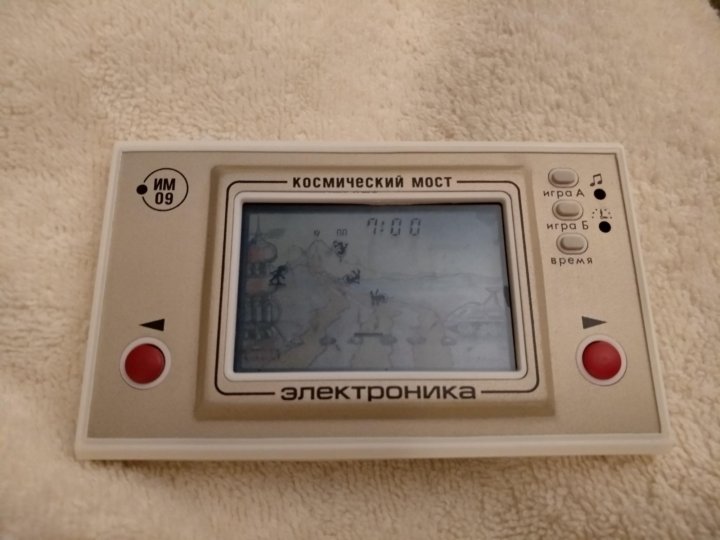 ИМ
09
КОСМИЧЕСКИЙ МОСТ
игра А
игра Б
время
7:00
электроника